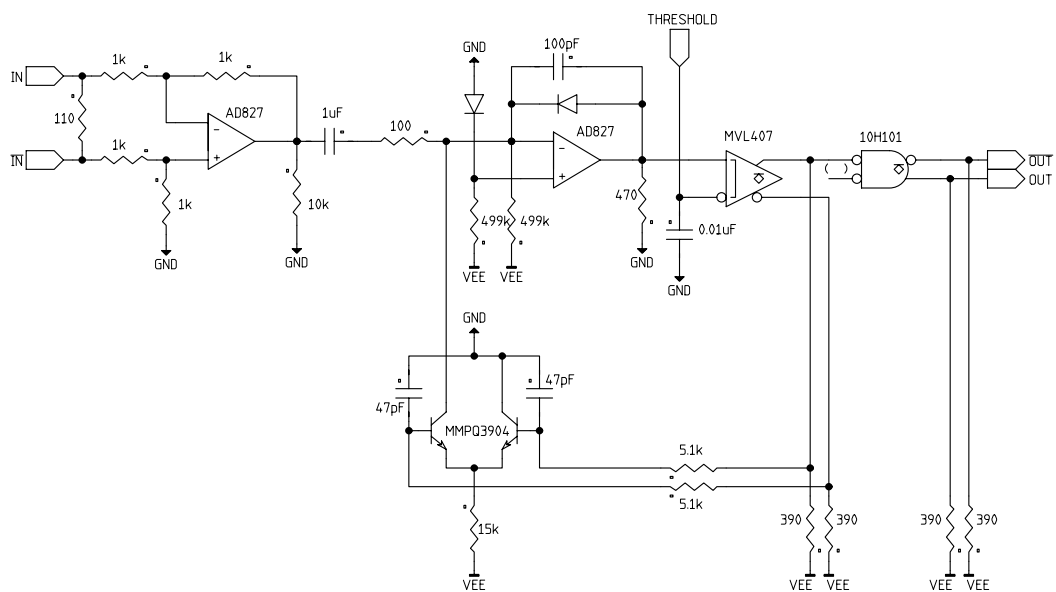 THRESHOLD
1k
1k
GND
100pF
IN
AD827
1uF
100
AD827
MVL407
10H101
110
1k
IN
OUT
OUT
1k
10k
499k
499k
470
0.01uF
GND
GND
VEE
VEE
GND
GND
GND
47pF
47pF
MMPQ3904
5.1k
5.1k
15k
390
390
390
390
VEE
VEE
VEE
VEE
VEE